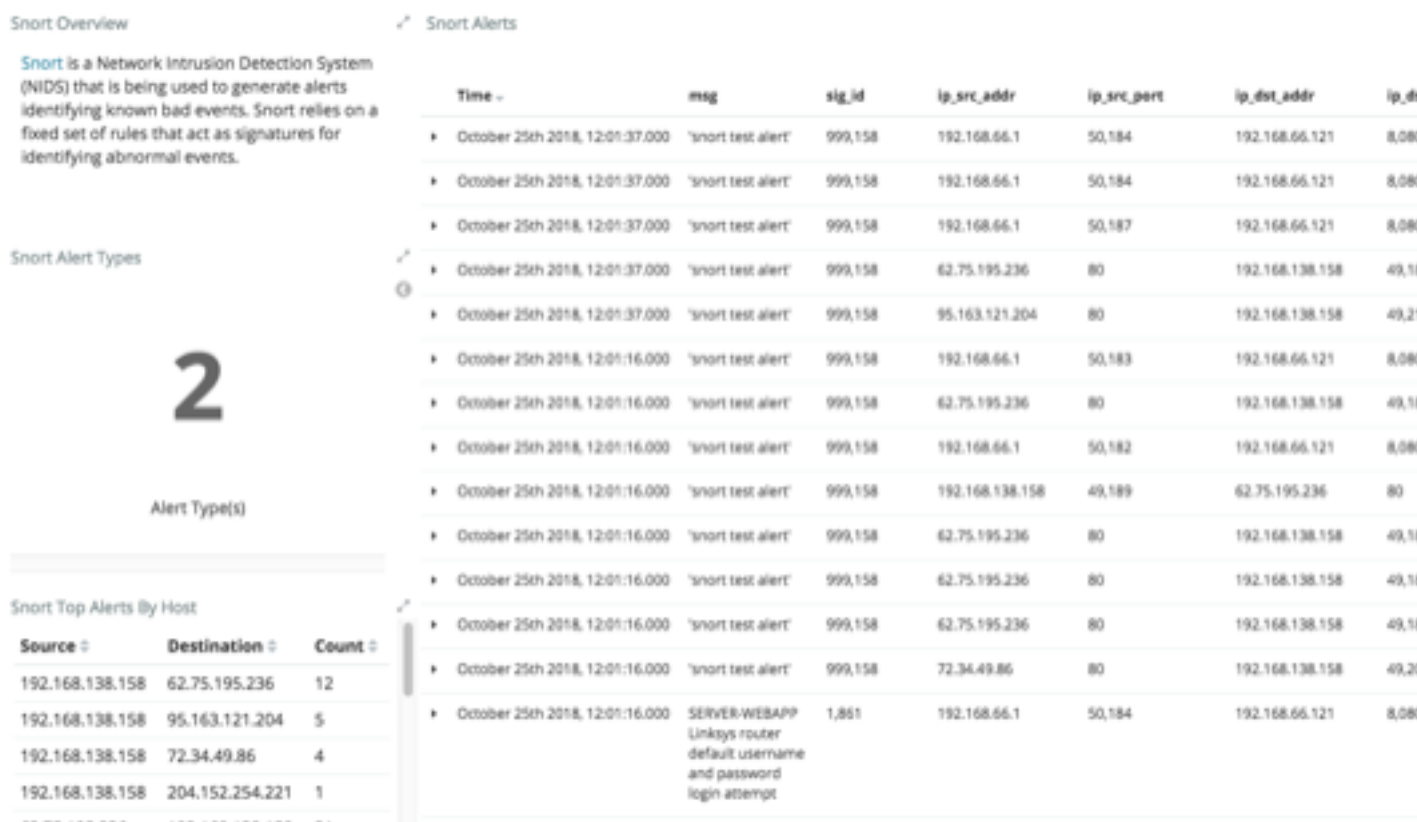 Snort Overview
Snort is a Network Intrusion Detection System
(NIDS) that is being used to generate alerts
identifying known bad events. Snort relies on a
fixed set of rules that act as signatures for
identifying abnormal events.
Snort Alert Types
2
Alert Type(s)
Snort Top Alerts By Host
Source Destination Count
192.168.138.158 62.75.195.236 12
192.168.138.158 95.163.121.204 5
192.168.138.158 72.34.49.86 4
192.168.138.158 204.152.254.221 1
Snort Alerts
Time msg sig_id ip_src_addr ip_src_port ip_dst_addr
October 25th 2018, 12:01:37.000 'snort test alert' 999,158 192.168.66.1 50,184 192.168.66.121
October 25th 2018, 12:01:37.000 'snort test alert' 999,158 192.168.66.1 50,184 192.168.66.121
October 25th 2018, 12:01:37.000 'snort test alert' 999,158 192.168.66.1 50,187 192.168.66.121
October 25th 2018, 12:01:37.000 'snort test alert' 999,158 62.75.195.236 80 192.168.138.158
October 25th 2018, 12:01:37.000 'snort test alert' 999,158 95.163.121.204 80 192.168.138.158
October 25th 2018, 12:01:16.000 'snort test alert' 999,158 192.168.66.1 50,183 192.168.66.121
October 25th 2018, 12:01:16.000 'snort test alert' 999,158 62.75.195.236 80 192.168.138.158
October 25th 2018, 12:01:16.000 'snort test alert' 999,158 192.168.66.1 50,182 192.168.66.121
October 25th 2018, 12:01:16.000 'snort test alert' 999,158 192.168.138.158 49,189 62.75.195.236 80
October 25th 2018, 12:01:16.000 'snort test alert' 999,158 62.75.195.236 80 192.168.138.158
October 25th 2018, 12:01:16.000 'snort test alert' 999,158 62.75.195.236 80 192.168.138.158
October 25th 2018, 12:01:16.000 'snort test alert' 999,158 62.75.195.236 80 192.168.138.158
October 25th 2018, 12:01:16.000 'snort test alert' 999,158 72.34.49.86 80 192.168.138.158
October 25th 2018, 12:01:16.000 SERVER-WEBAPP 1,861 192.168.66.1 50,184 192.168.66.121
Linksys router
default username
and password
login attempt